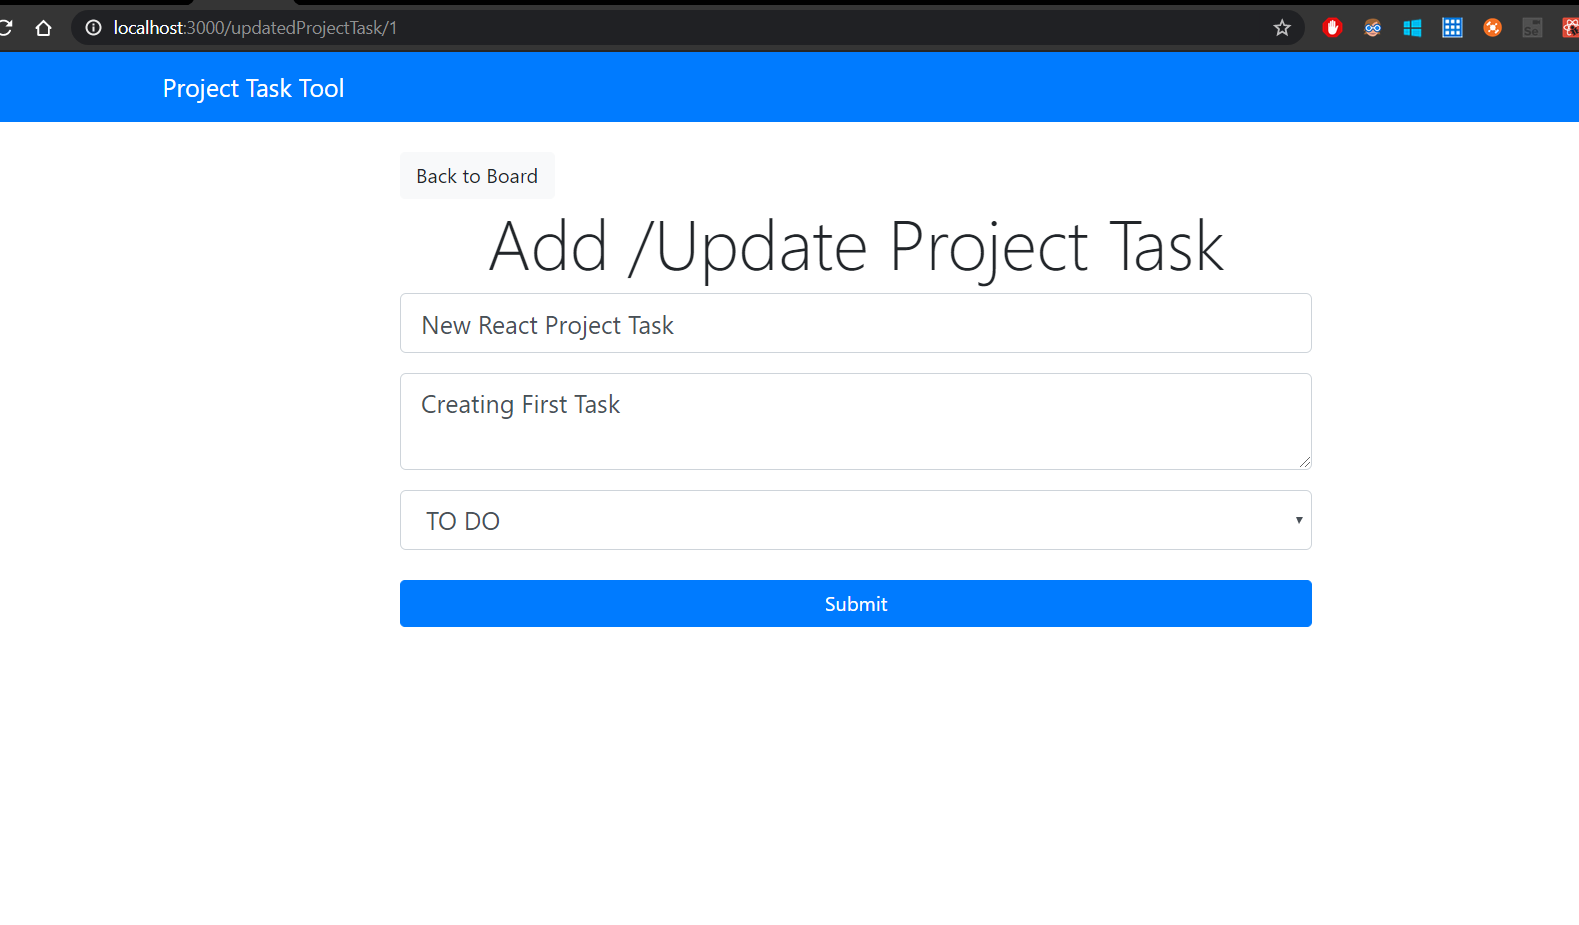 localhost:3000/updatedProjectTask/1
Project Task Tool
Back to Board
Add /Update Project Task
New React Project Task
Creating First Task
TO DO
Submit